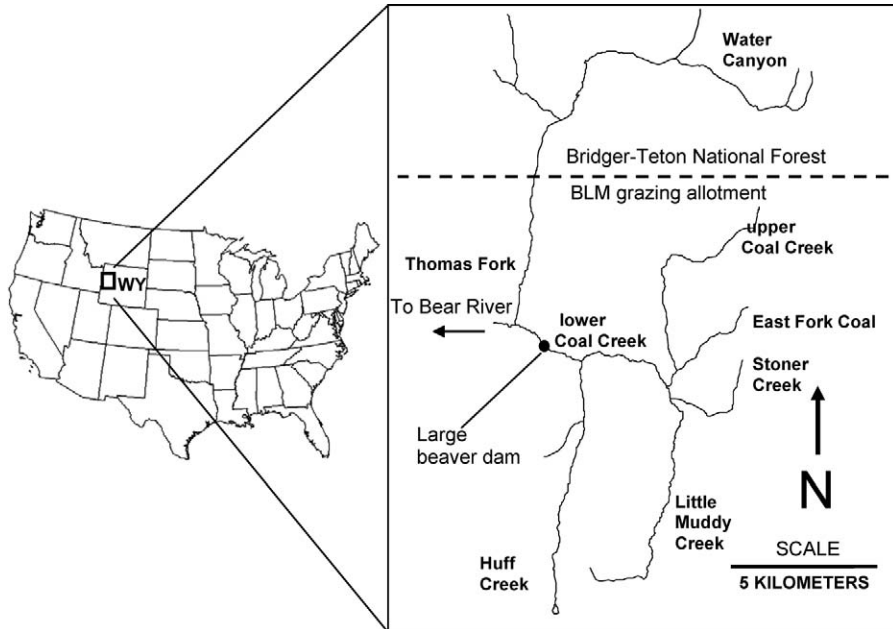 WY
Water
Canyon
Bridger-Teton National Forest
BLM grazing allotment
upper
Coal Creek
Thomas Fork
To Bear River
lower
Coal Creek
East Fork Coal
Stoner
Creek
Large
beaver dam
N
Little
Muddy
Creek
Huff
Creek
SCALE
5 KILOMETERS